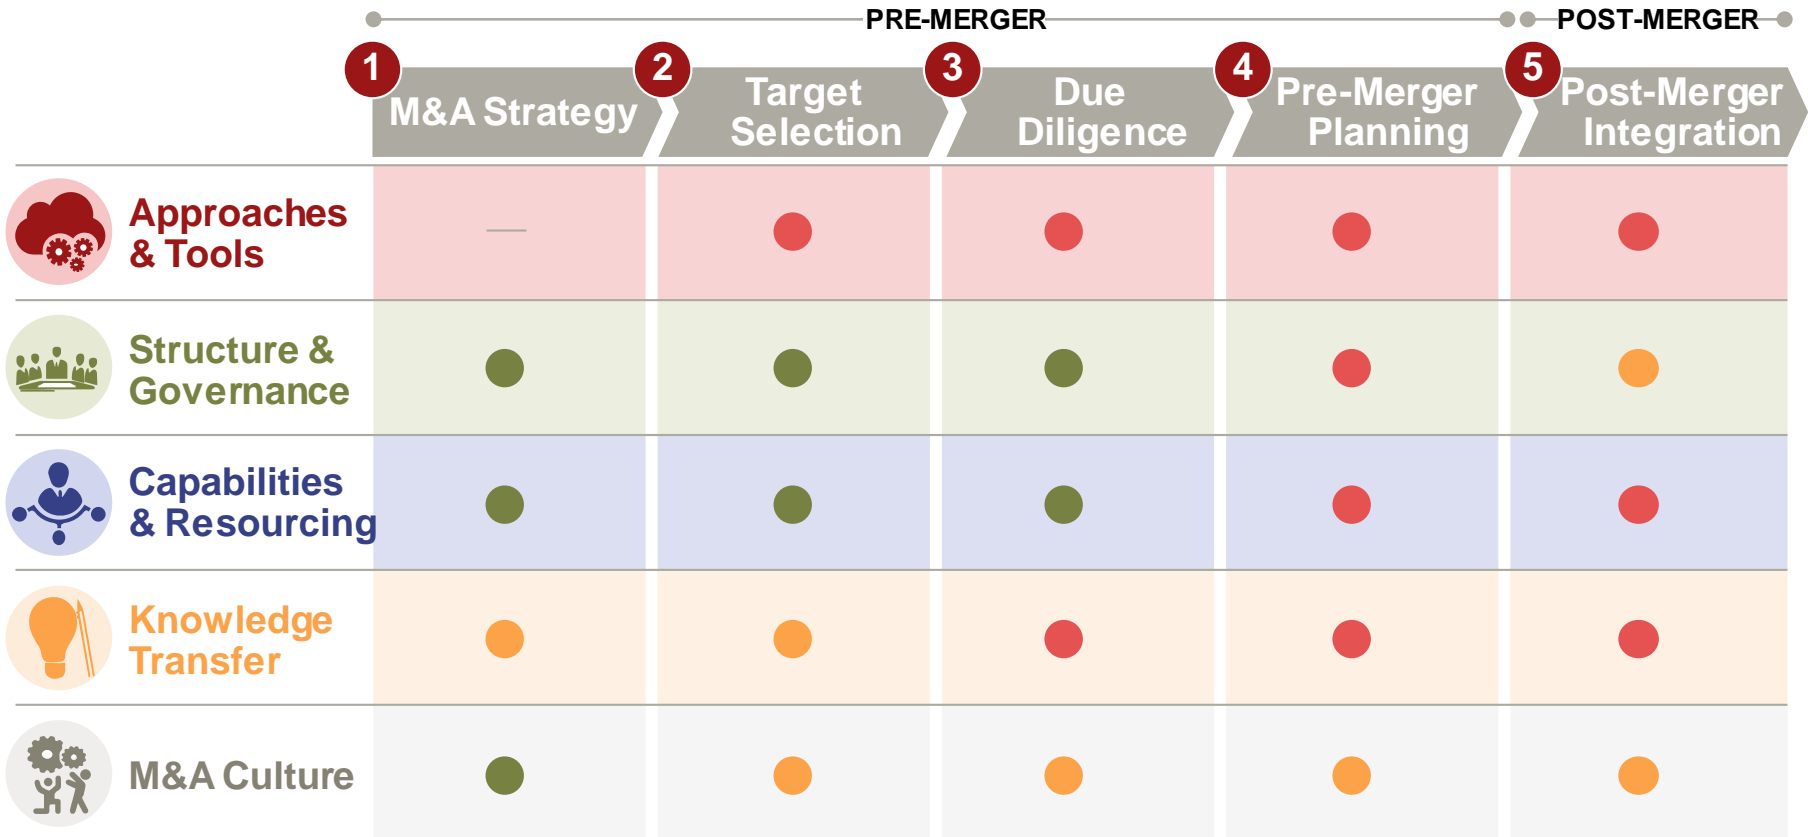 PRE-MERGER
POST-MERGER
1
2
3
4
5
M&A Strategy
Target
Selection
Due
Diligence
Pre-Merger
Planning
Post-Merger
Integration
Approaches
& Tools
Structure &
Governance
Capabilities
& Resourcing
Knowledge
Transfer
M&A Culture